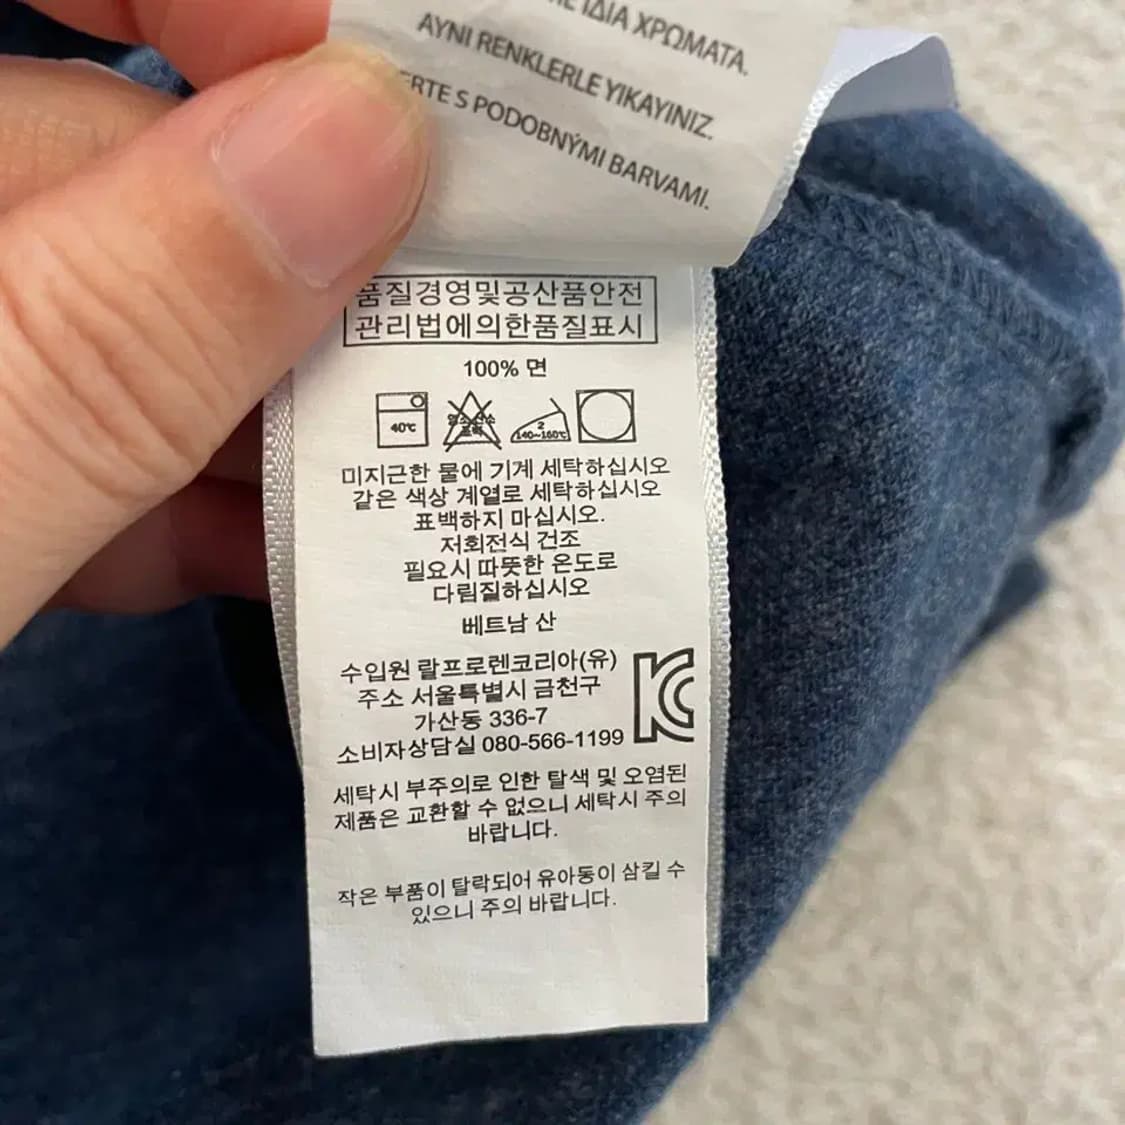 ΙΔΙΑ ΧΡΩΜΑΤΑ.
AYNI RENKLERLE YIKAYINIZ.
S PODOBNÝMI BARVAMI.
품질경영및공산품안전
관리법에의한품질표시
100% 면
40℃
2
140~160℃
미지근한 물에 기계 세탁하십시오
같은 색상 계열로 세탁하십시오
표백하지 마십시오.
저회전식 건조
필요시 따뜻한 온도로
다림질하십시오
베트남 산
수입원 랄프로렌코리아(유)
주소 서울특별시 금천구
가산동 336-7
소비자상담실 080-566-1199
KC
세탁시 부주의로 인한 탈색 및 오염된
제품은 교환할 수 없으니 세탁시 주의
바랍니다.
작은 부품이 탈락되어 유아동이 삼킬 수
있으니 주의 바랍니다.